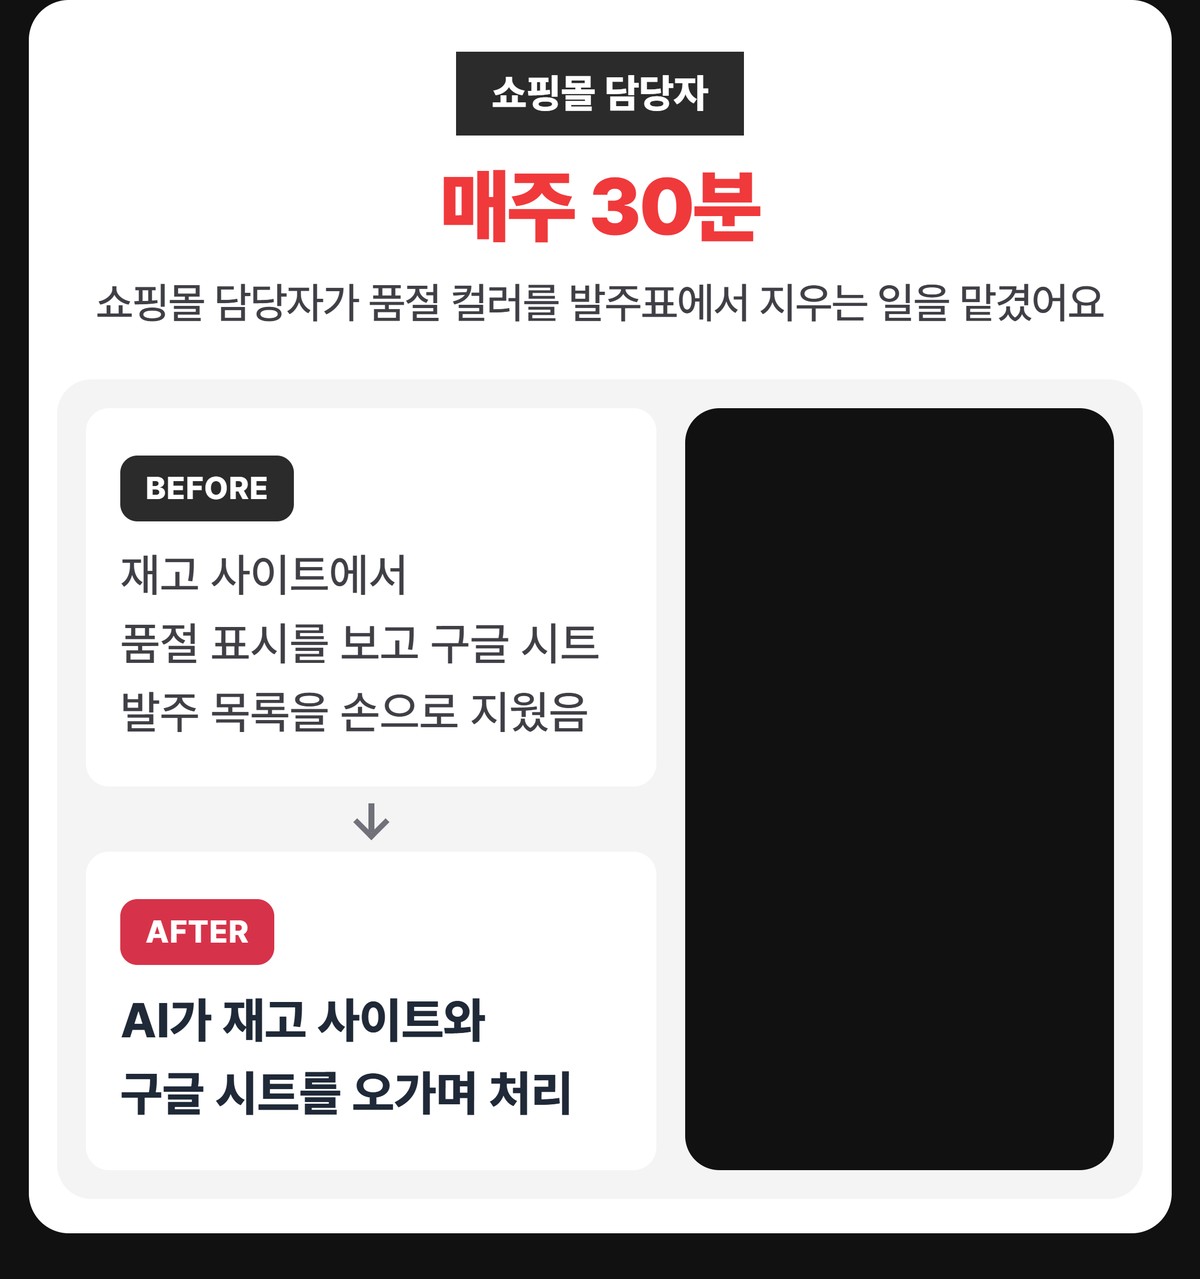 쇼핑몰 담당자
매주 30분
쇼핑몰 담당자가 품절 컬러를 발주표에서 지우는 일을 맡겼어요
BEFORE
재고 사이트에서
품절 표시를 보고 구글 시트
발주 목록을 손으로 지웠음
AFTER
AI가 재고 사이트와
구글 시트를 오가며 처리